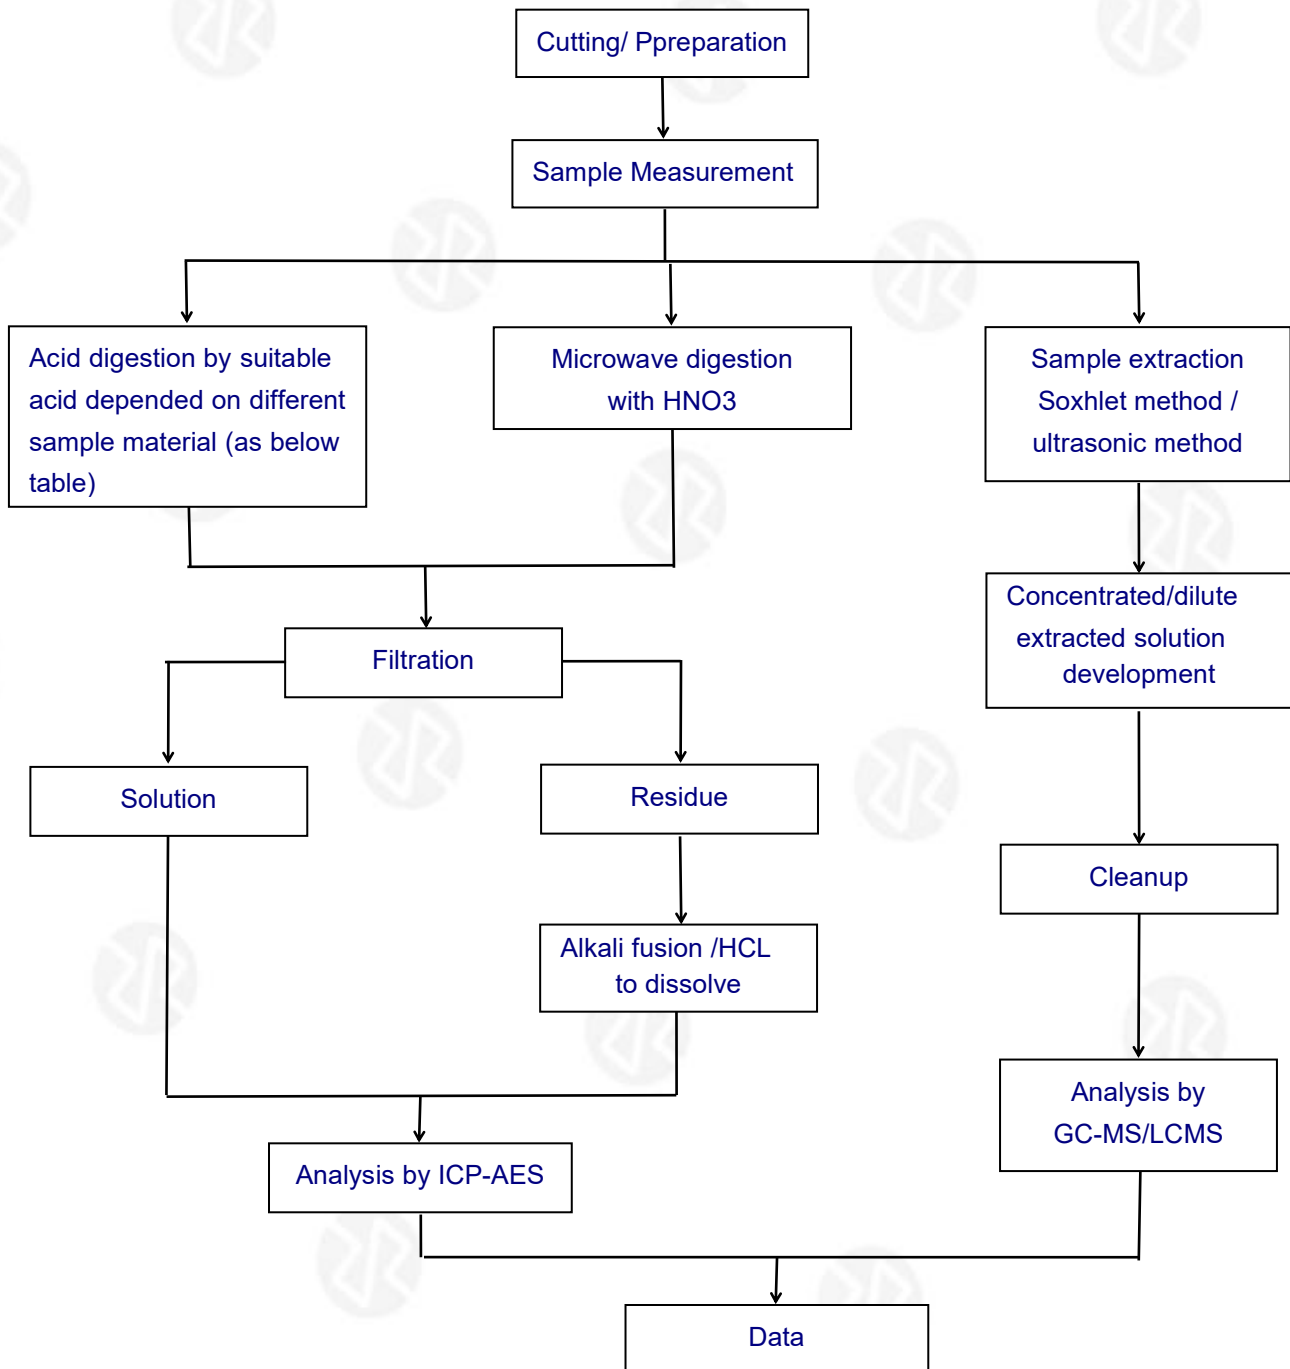 Cutting/ Ppreparation
Sample Measurement
Acid digestion by suitable
acid depended on different
sample material (as below
table)
Microwave digestion
with HNO3
Sample extraction
Soxhlet method /
ultrasonic method
Concentrated/dilute
extracted solution
development
Filtration
Solution
Residue
Cleanup
Alkali fusion /HCL
to dissolve
Analysis by
GC-MS/LCMS
Analysis by ICP-AES
Data